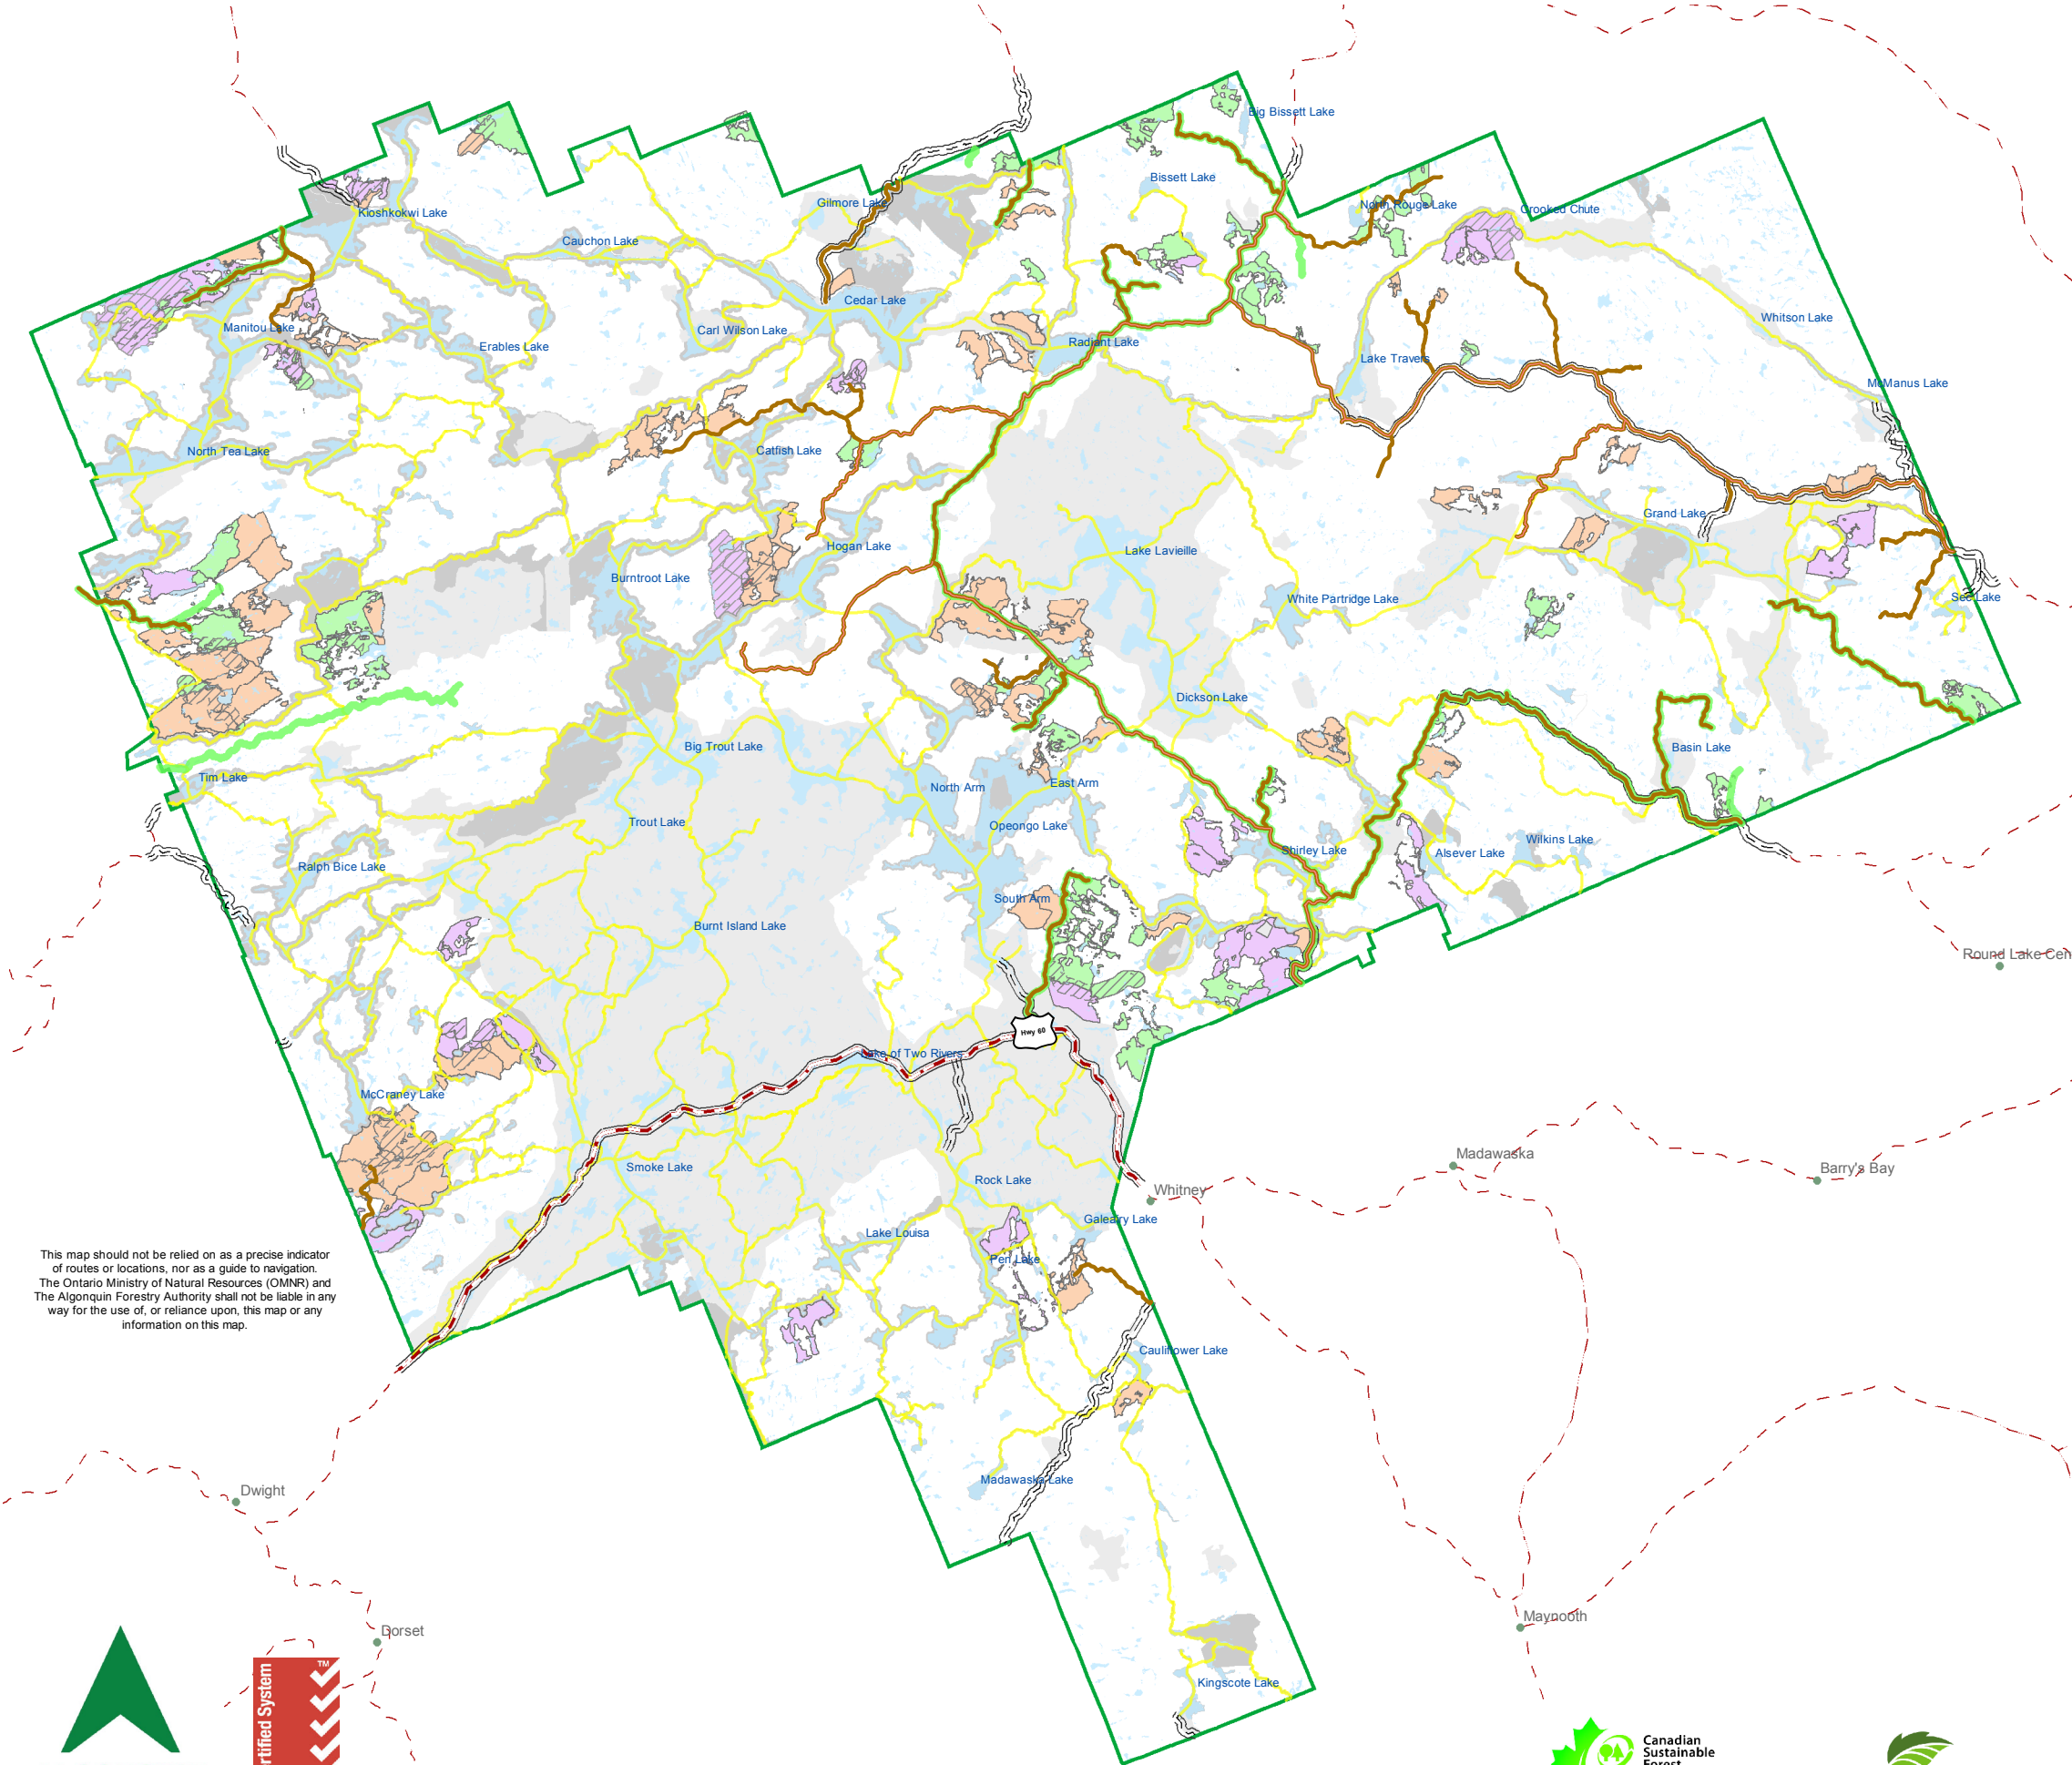 Big Bissett Lake
Bissett Lake
Gilmore Lake
North Rouge Lake
Crooked Chute
Kioshkokwi Lake
Cauchon Lake
Cedar Lake
Whitson Lake
Manitou Lake
Carl Wilson Lake
Erables Lake
Radiant Lake
Lake Travers
McManus Lake
North Tea Lake
Catfish Lake
Grand Lake
Hogan Lake
Lake Lavieille
Burntroot Lake
White Partridge Lake
Sec Lake
Dickson Lake
Big Trout Lake
Basin Lake
Tim Lake
North Arm
East Arm
Trout Lake
Opeongo Lake
Shirley Lake
Alsever Lake
Wilkins Lake
Ralph Bice Lake
South Arm
Burnt Island Lake
Round Lake Cen
Hwy 60
Lake of Two Rivers
McCraney Lake
Smoke Lake
Rock Lake
Madawaska
Barry's Bay
Whitney
Galeairy Lake
Lake Louisa
Pen Lake
This map should not be relied on as a precise indicator
of routes or locations, nor as a guide to navigation.
The Ontario Ministry of Natural Resources (OMNR) and
The Algonquin Forestry Authority shall not be liable in any
way for the use of, or reliance upon, this map or any
information on this map.
Cauliflower Lake
Madawaska Lake
Dwight
Dorset
Maynooth
Kingscote Lake
rtified System
TM
Canadian
Sustainable
Forest